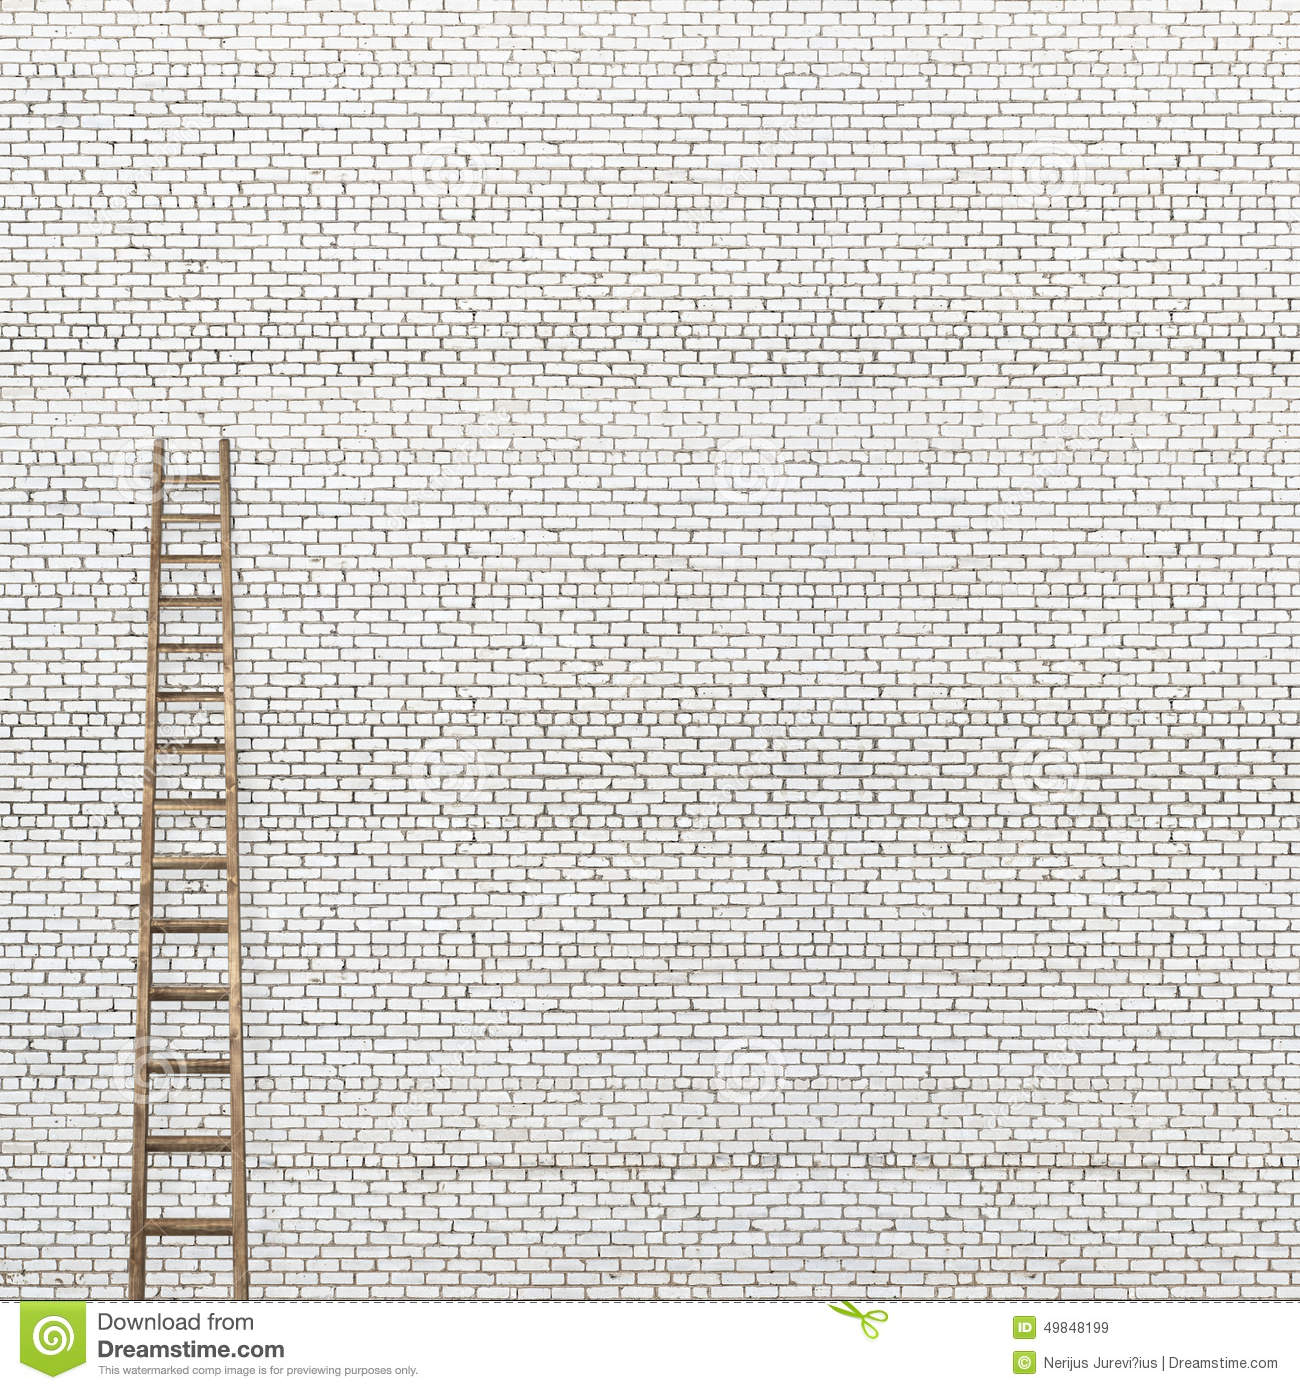 Download from
Dreamstime.com
This watermarked comp image is for previewing purposes only.
ID 49848199
© Nerijus Jurevi?ius | Dreamstime.com